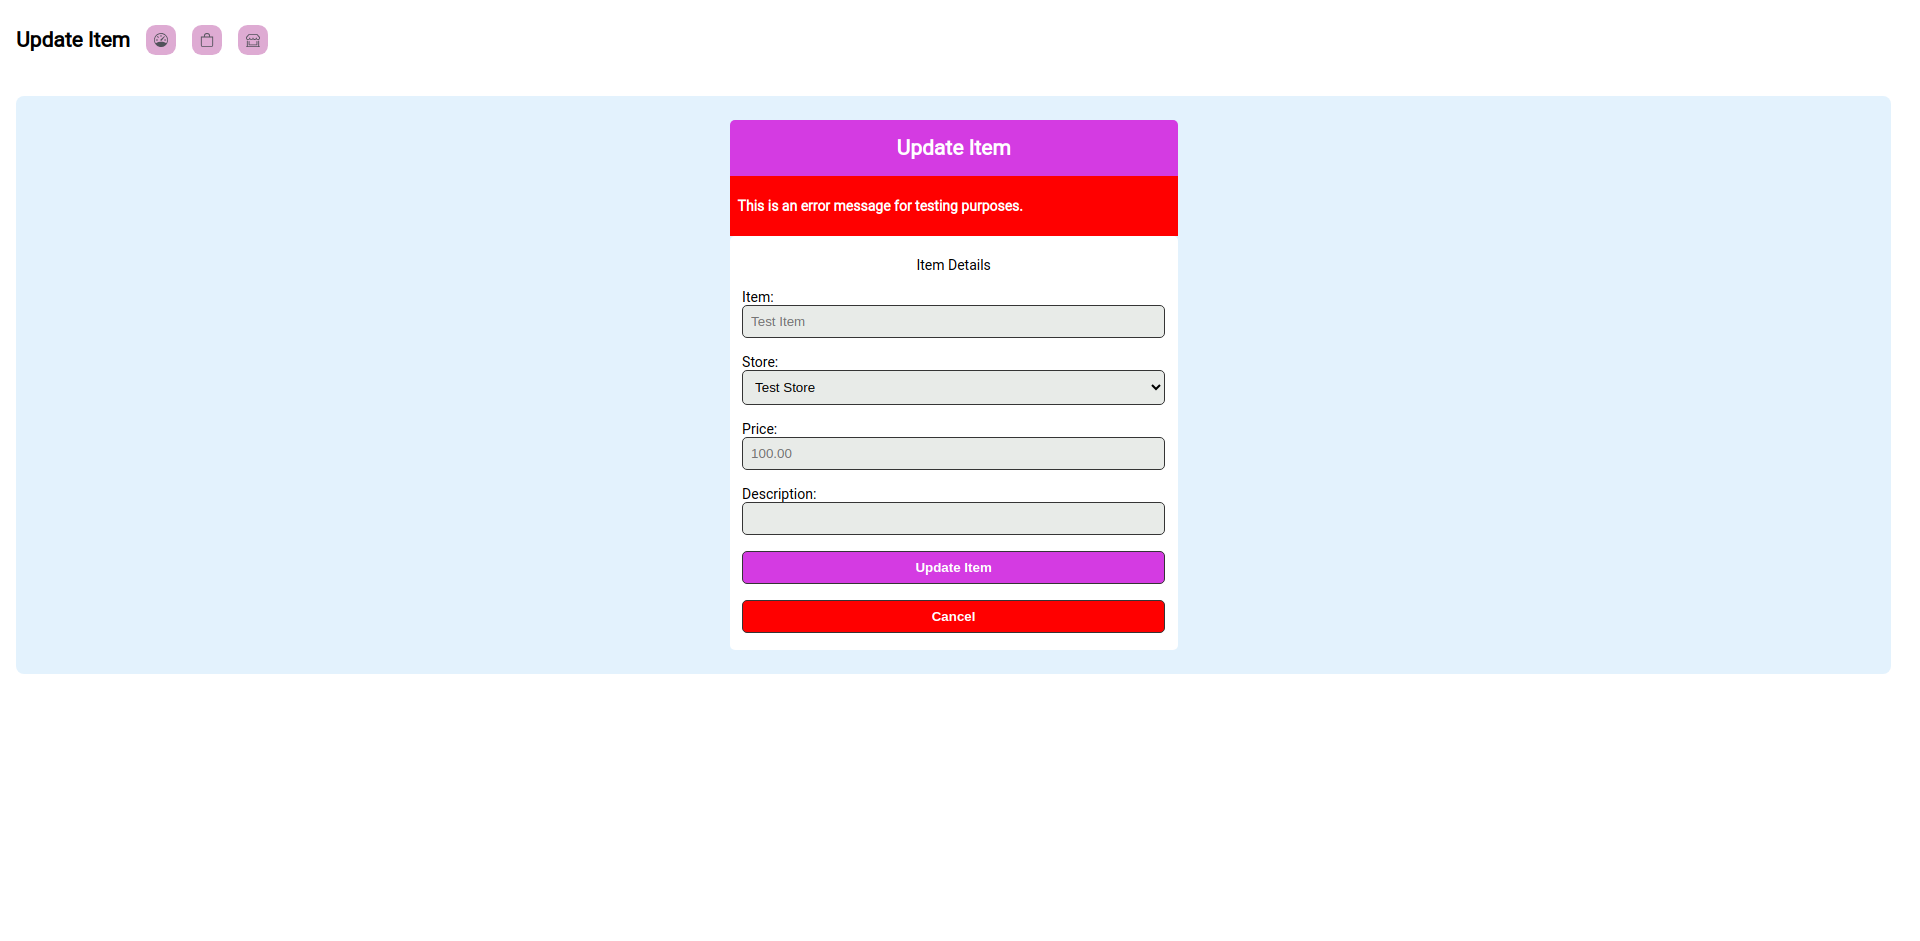 Update Item
Update Item
This is an error message for testing purposes.
Item Details
Item:
Test Item
Store:
Test Store
Price:
100.00
Description:
Update Item
Cancel